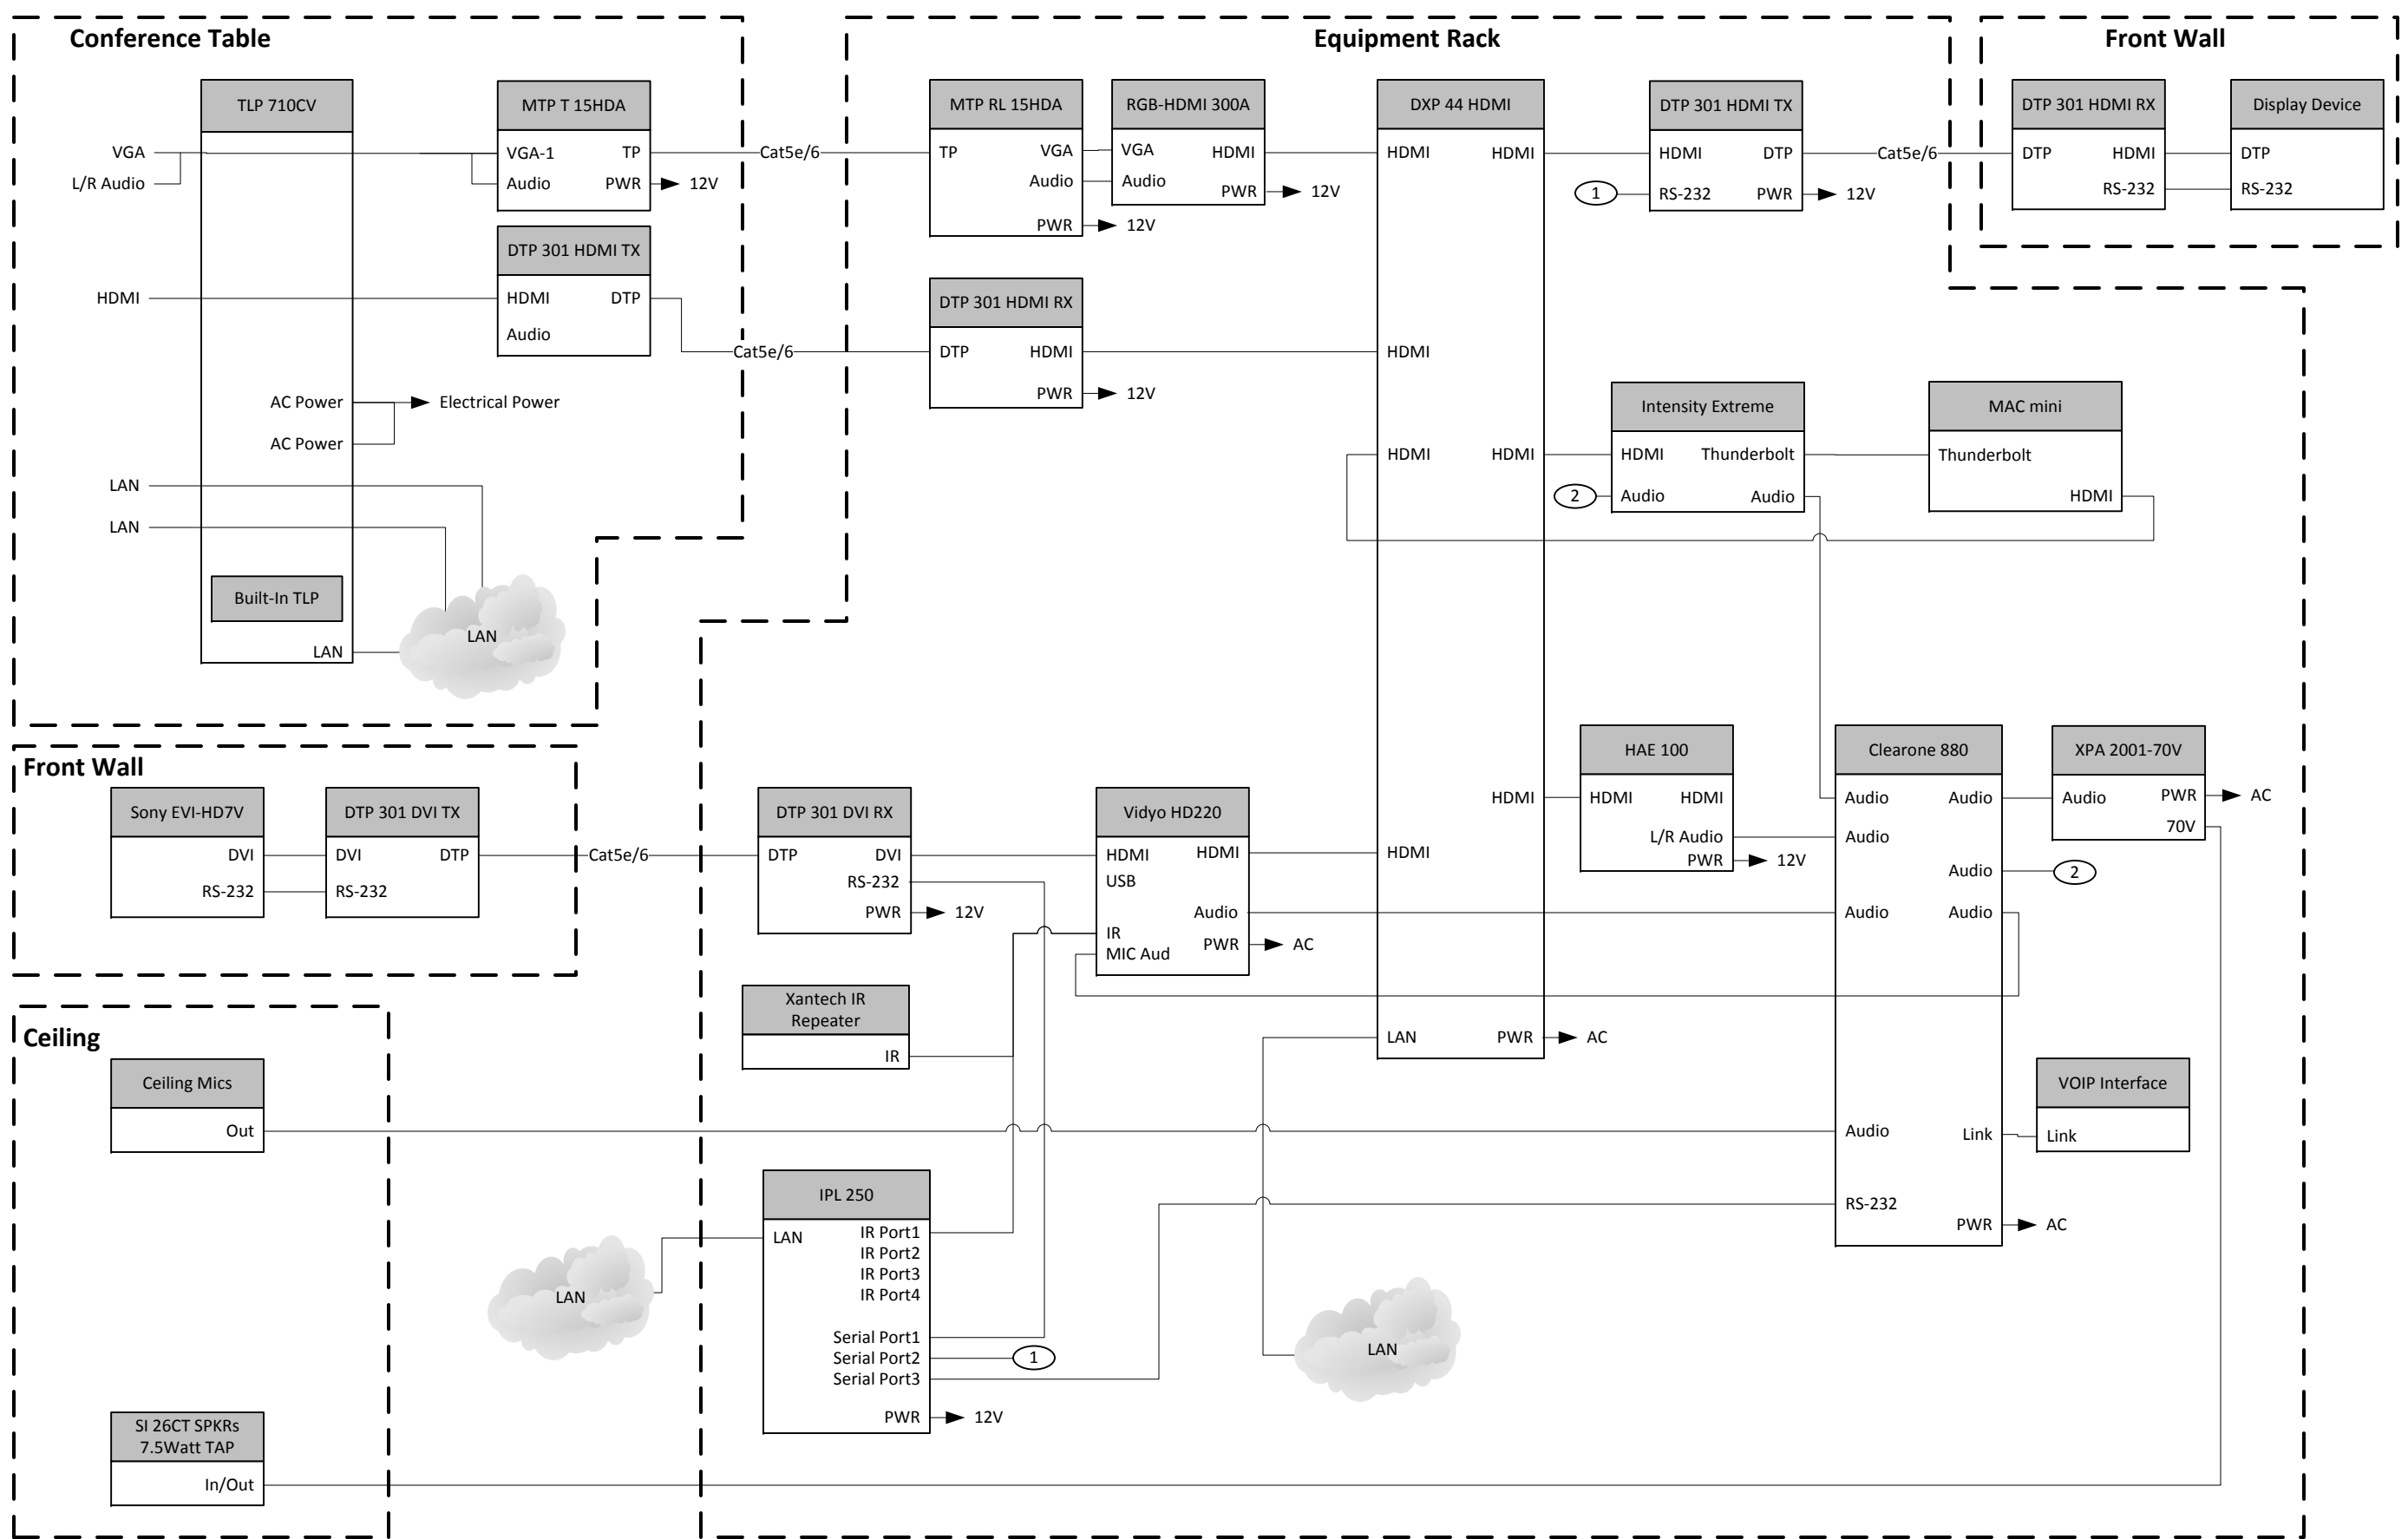 Conference Table
TLP 710CV
VGA
L/R Audio
HDMI
AC Power
Electrical Power
AC Power
LAN
LAN
Built-In TLP
LAN
LAN
MTP T 15HDA
VGA-1 TP
Audio PWR
12V
DTP 301 HDMI TX
HDMI DTP
Audio
Cat5e/6
Cat5e/6
Equipment Rack
MTP RL 15HDA
TP VGA
Audio
PWR
12V
RGB-HDMI 300A
VGA HDMI
Audio
PWR
12V
DTP 301 HDMI RX
DTP HDMI
PWR
12V
DXP 44 HDMI
HDMI HDMI
HDMI
HDMI HDMI
HDMI
HDMI
LAN PWR
AC
DTP 301 HDMI TX
HDMI DTP
1
RS-232 PWR
12V
Cat5e/6
Front Wall
DTP 301 HDMI RX
DTP HDMI
RS-232
Display Device
DTP
RS-232
Intensity Extreme
HDMI Thunderbolt
2
Audio Audio
MAC mini
Thunderbolt
HDMI
Front Wall
Sony EVI-HD7V
DVI
RS-232
DTP 301 DVI TX
DVI DTP
RS-232
Cat5e/6
DTP 301 DVI RX
DTP DVI
RS-232
PWR
12V
Vidyo HD220
HDMI HDMI
USB
Audio
IR
PWR
AC
MIC Aud
HAE 100
HDMI HDMI
L/R Audio
PWR
12V
Clearone 880
Audio Audio
Audio
Audio
2
Audio Audio
Audio Link
RS-232
PWR
AC
XPA 2001-70V
Audio PWR
AC
70V
VOIP Interface
Link
Xantech IR
Repeater
IR
Ceiling
Ceiling Mics
Out
SI 26CT SPKRs
7.5Watt TAP
In/Out
IPL 250
LAN IR Port1
IR Port2
IR Port3
IR Port4
Serial Port1
Serial Port2
1
Serial Port3
PWR
12V
LAN
LAN